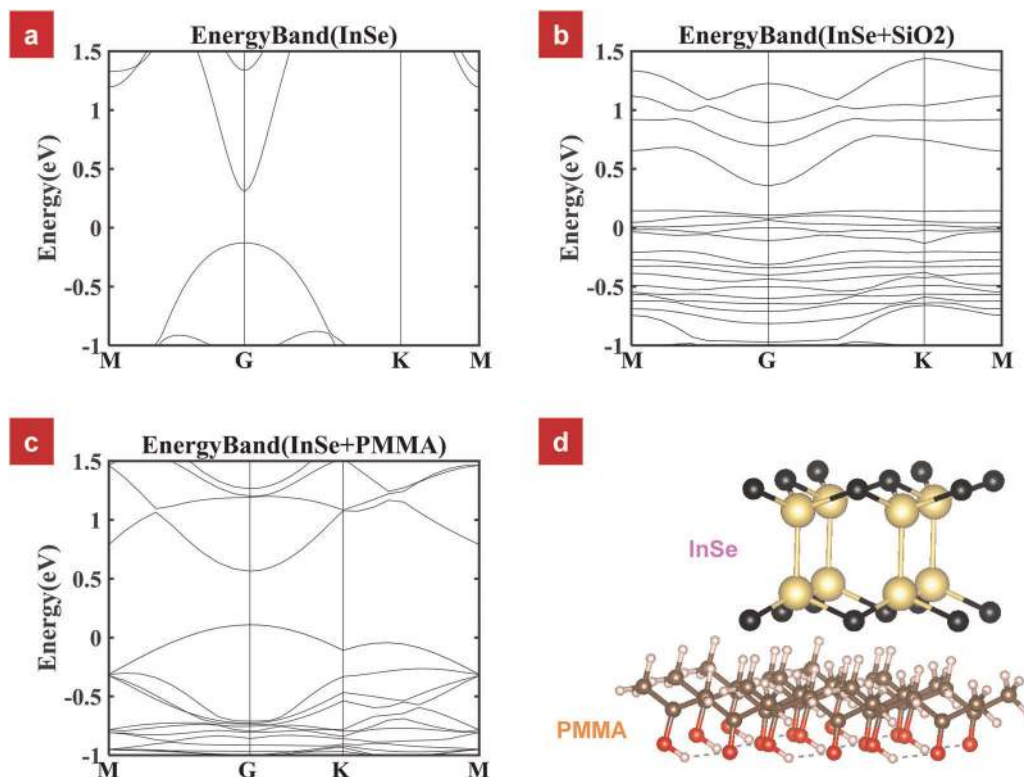 a
EnergyBand(InSe)
1.5
1
0.5
0
-0.5
-1
Energy(eV)
M G K M
b
EnergyBand(InSe+SiO2)
1.5
1
0.5
0
-0.5
-1
Energy(eV)
M G K M
c
EnergyBand(InSe+PMMA)
1.5
1
0.5
0
-0.5
-1
Energy(eV)
M G K M
d
InSe
PMMA